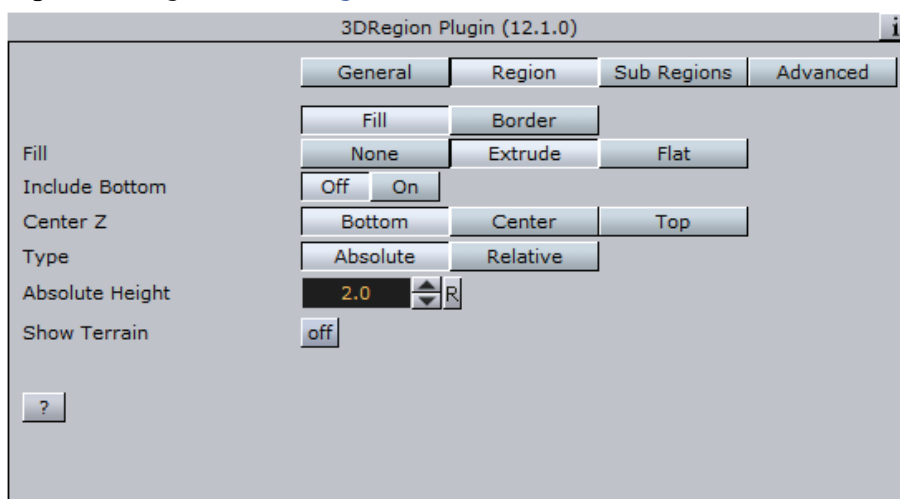 3DRegion Plugin (12.1.0) i
General Region Sub Regions Advanced
Fill Border
Fill None Extrude Flat
Include Bottom Off On
Center Z Bottom Center Top
Type Absolute Relative
Absolute Height 2.0 R
Show Terrain off
?